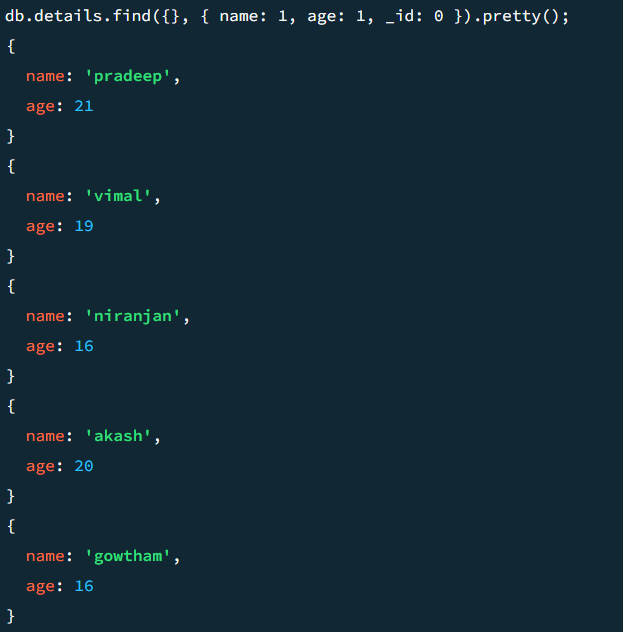 db.details.find({}, { name: 1, age: 1, _id: 0 }).pretty();
{
  name: 'pradeep',
  age: 21
}
{
  name: 'vimal',
  age: 19
}
{
  name: 'niranjan',
  age: 16
}
{
  name: 'akash',
  age: 20
}
{
  name: 'gowtham',
  age: 16
}